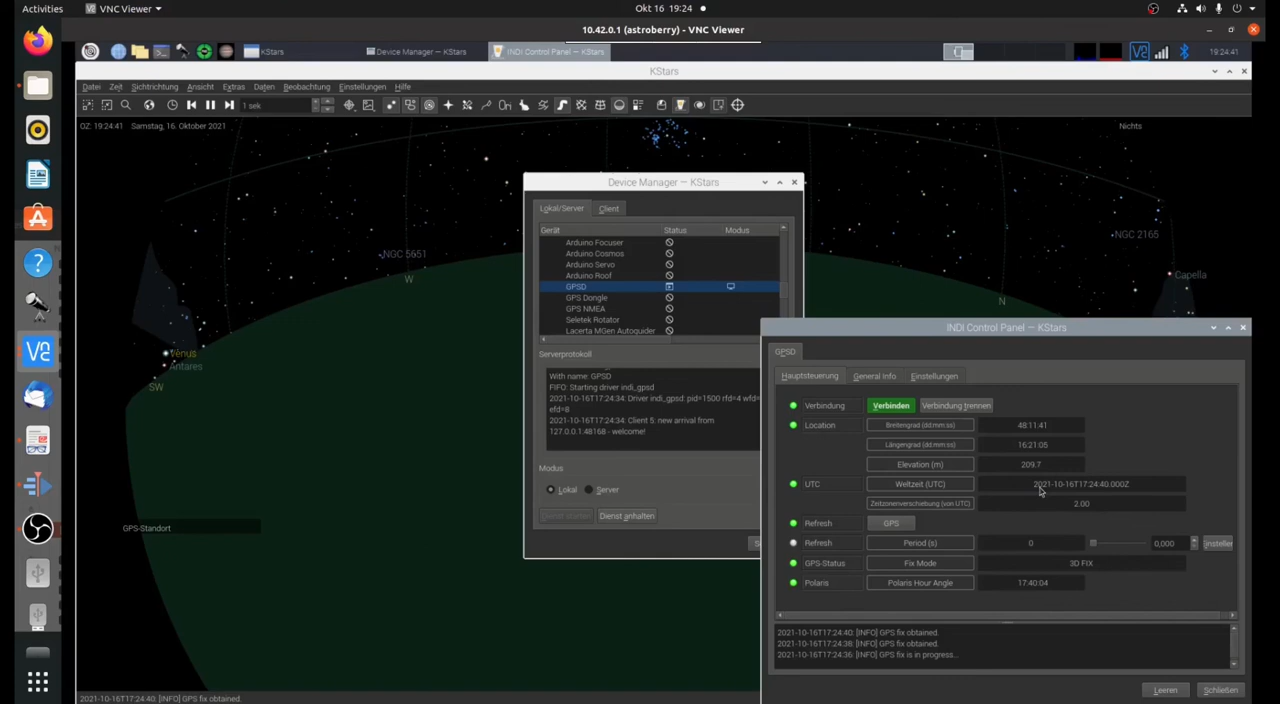 Activities
VNC Viewer
Okt 16 19:24
10.42.0.1 (astroberry) - VNC Viewer
KStars
Device Manager — KStars
INDI Control Panel — KStars
19:24:41
KStars
Datei Zeit Sichtrichtung Ansicht Extras Daten Beobachtung Einstellungen Hilfe
1 sek
OZ: 19:24:41 Samstag, 16. Oktober 2021
Nichts
NGC 5651
W
NGC 2165
Capella
N
Venus
Antares
SW
GPS-Standort
2021-10-16T17:24:40: [INFO] GPS fix obtained.
Device Manager — KStars
Lokal/Server
Client
Gerät Status Modus
Arduino Focuser
Arduino Cosmos
Arduino Servo
Arduino Roof
GPSD
GPS Dongle
GPS NMEA
Seletek Rotator
Lacerta MGen Autoguider
Serverprotokoll
With name: GPSD
FIFO: Starting driver indi_gpsd
2021-10-16T17:24:34: Driver indi_gpsd: pid=1500 rfd=4 wfd=
efd=8
2021-10-16T17:24:34: Client 5: new arrival from
127.0.0.1:48168 - welcome!
Modus
Lokal
Server
Dienst starten
Dienst anhalten
INDI Control Panel — KStars
GPSD
Hauptsteuerung
General Info
Einstellungen
Verbindung Verbinden Verbindung trennen
Location Breitengrad (dd:mm:ss) 48:11:41
Längengrad (dd:mm:ss) 16:21:05
Elevation (m) 209.7
UTC Weltzeit (UTC) 2021-10-16T17:24:40.000Z
Zeitzonenverschiebung (von UTC) 2.00
Refresh GPS
Refresh Period (s) 0 0,000 Einstellen
GPS-Status Fix Mode 3D FIX
Polaris Polaris Hour Angle 17:40:04
2021-10-16T17:24:40: [INFO] GPS fix obtained.
2021-10-16T17:24:38: [INFO] GPS fix obtained.
2021-10-16T17:24:36: [INFO] GPS fix is in progress...
Leeren
Schließen